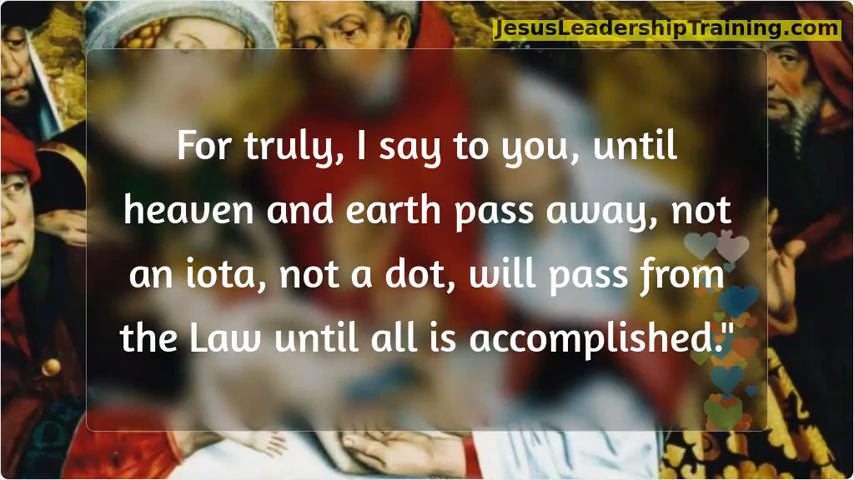 JesusLeadershipTraining.com
For truly, I say to you, until
heaven and earth pass away, not
an iota, not a dot, will pass from
the Law until all is accomplished."